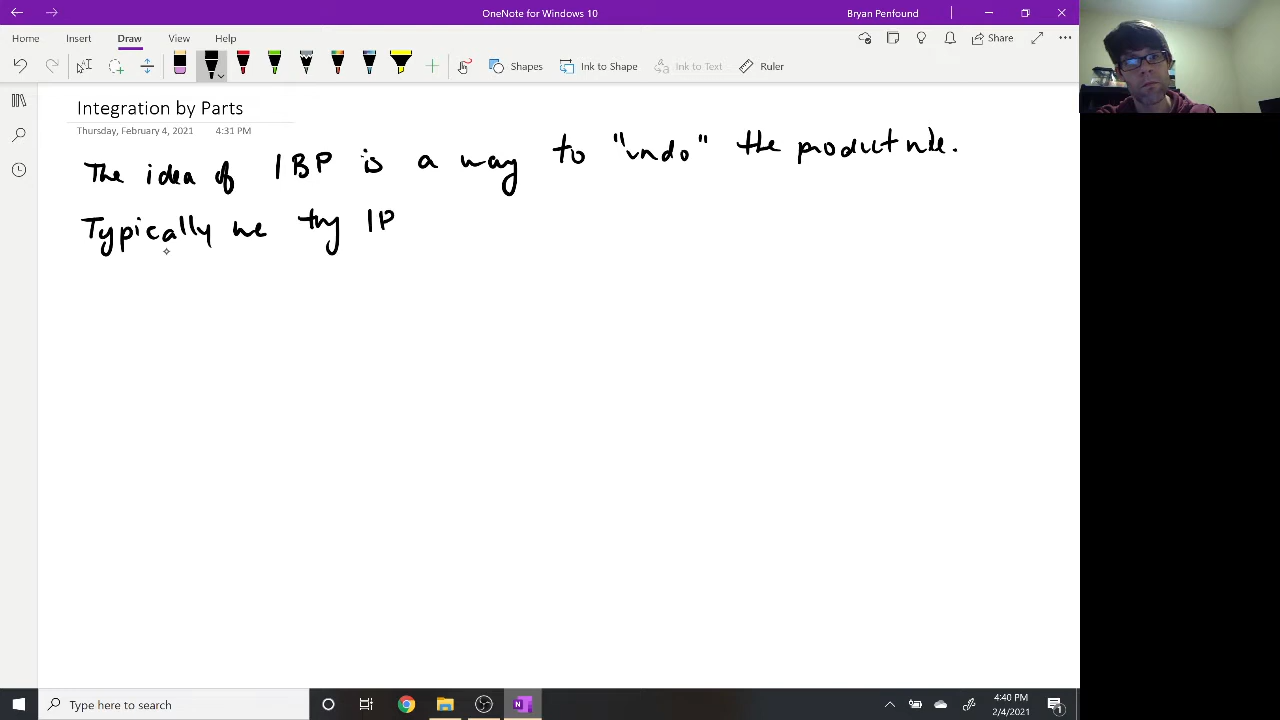 OneNote for Windows 10
Bryan Penfound
Home Insert Draw View Help
Share
Shapes Ink to Shape Ink to Text Ruler
Integration by Parts
Thursday, February 4, 2021 4:31 PM
The idea of IBP is a way to "undo" the product rule.
Typically we try IP
Type here to search
4:40 PM
2/4/2021
1